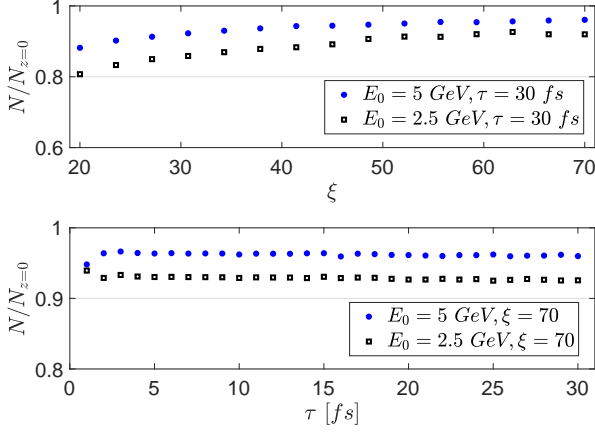 1
0.8
0.6
N/N_{z=0}
E_0 = 5 GeV, τ = 30 fs
E_0 = 2.5 GeV, τ = 30 fs
20 30 40 50 60 70
ξ
1
0.9
0.8
N/N_{z=0}
E_0 = 5 GeV, ξ = 70
E_0 = 2.5 GeV, ξ = 70
0 5 10 15 20 25 30
τ [fs]